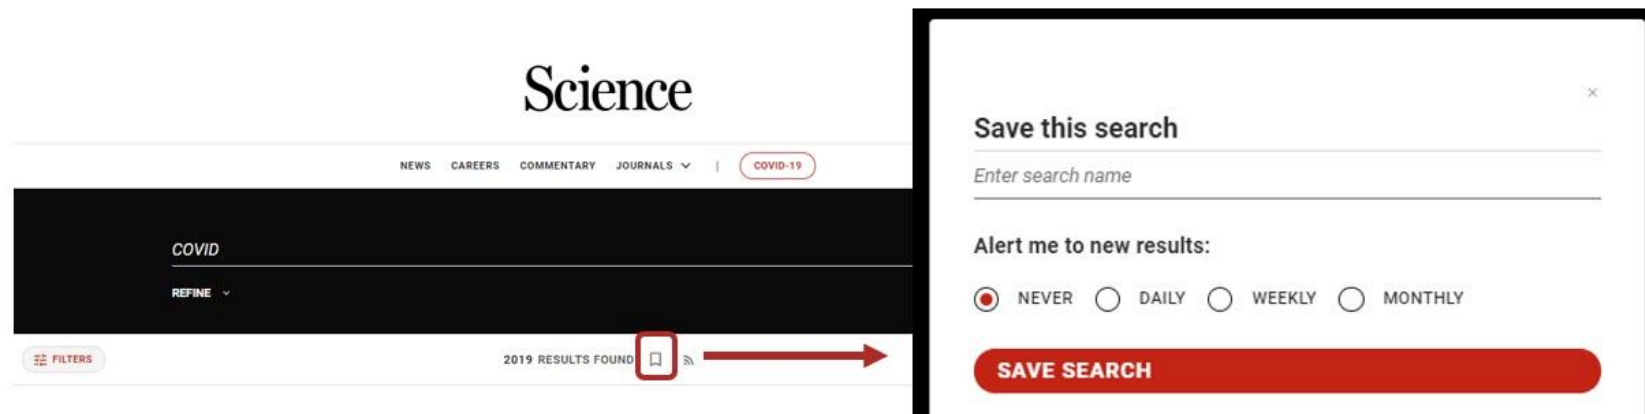 Science
NEWS CAREERS COMMENTARY JOURNALS | COVID-19
COVID
REFINE
FILTERS
2019 RESULTS FOUND
×
Save this search
Enter search name
Alert me to new results:
NEVER DAILY WEEKLY MONTHLY
SAVE SEARCH